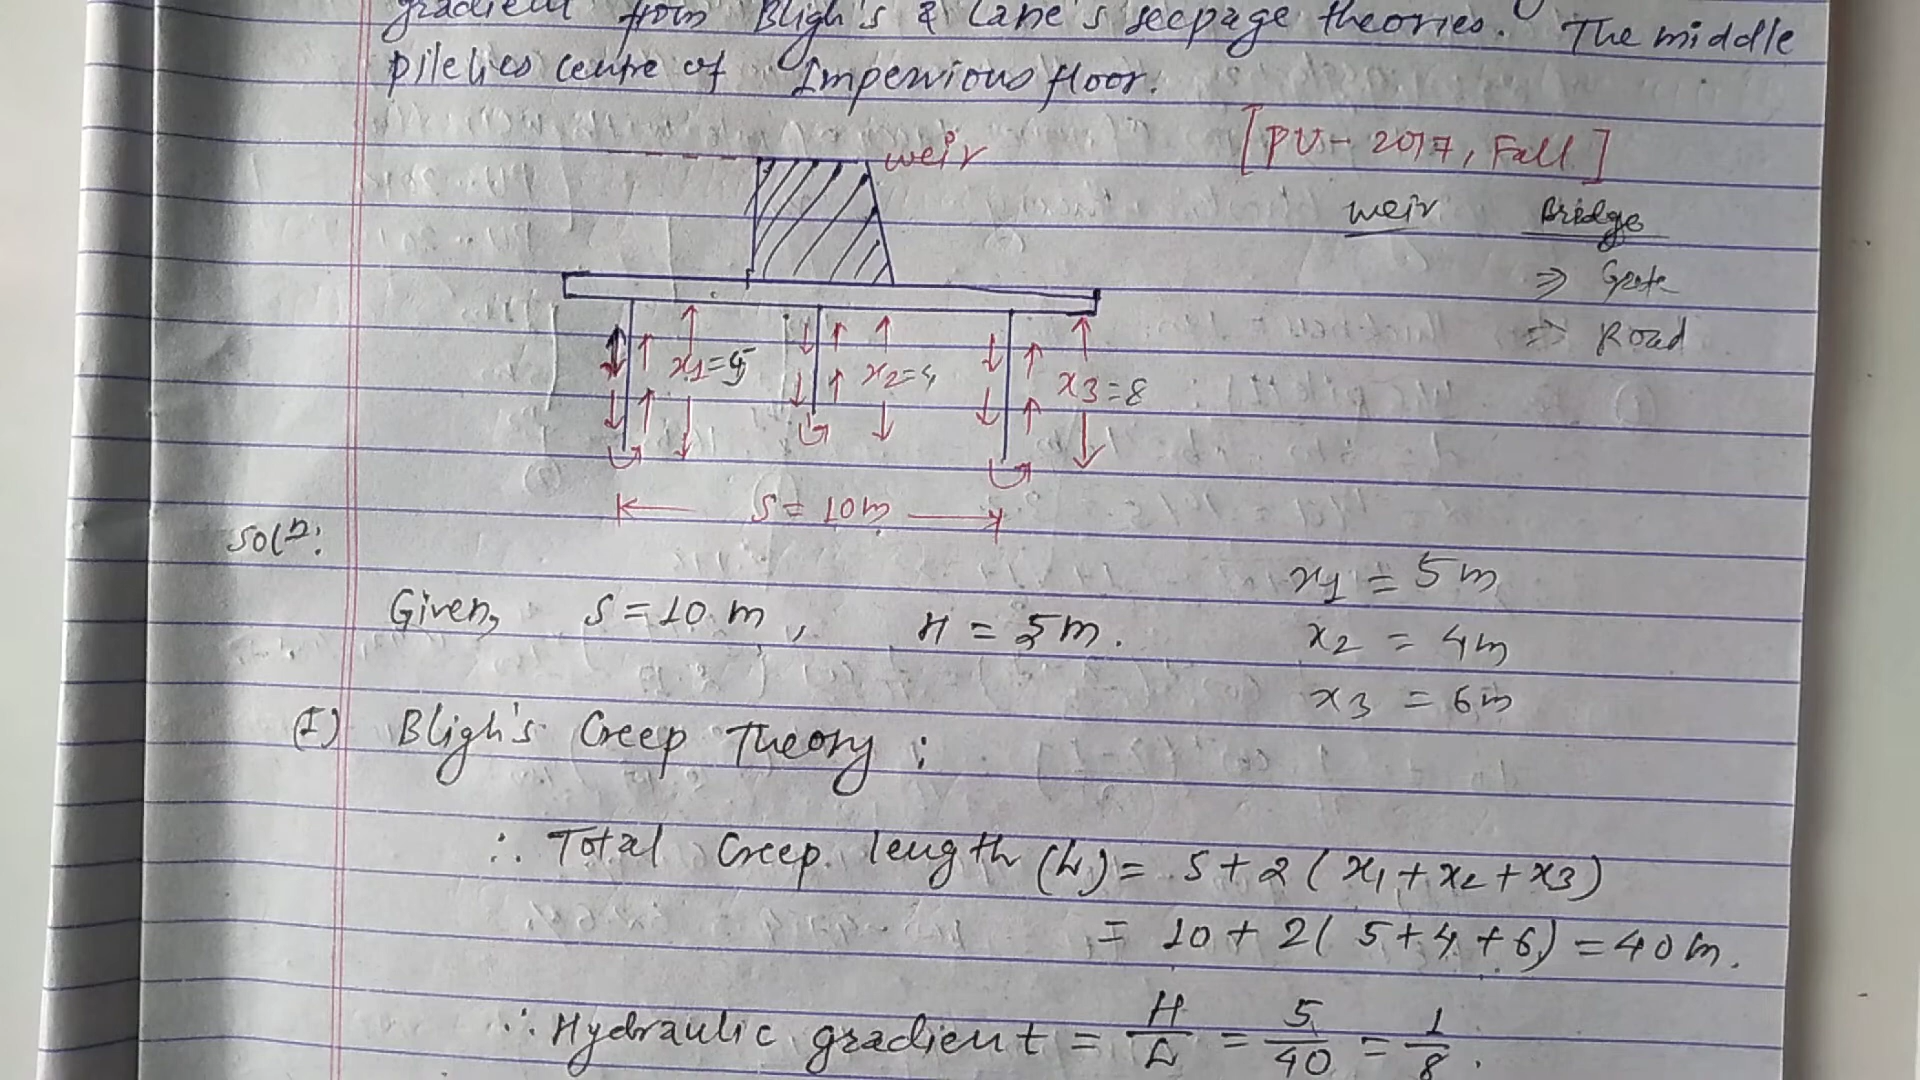 gradient from Bligh's & Lane's seepage theories. The middle
pile lies centre of Impervious floor.
weir
[PU - 2017, Fall]
weir Bridge
⇒ Gate
⇒ Road
x1=5
x2=4
x3=8
S = 10m
Solⁿ:
Given, S = 10 m, H = 5m.
x1 = 5m
x2 = 4m
x3 = 6m
(I) Bligh's Creep Theory :
∴ Total Creep length (L) = S + 2 (x1 + x2 + x3)
= 10 + 2( 5+4+6) = 40m.
∴ Hydraulic gradient = H/L = 5/40 = 1/8.